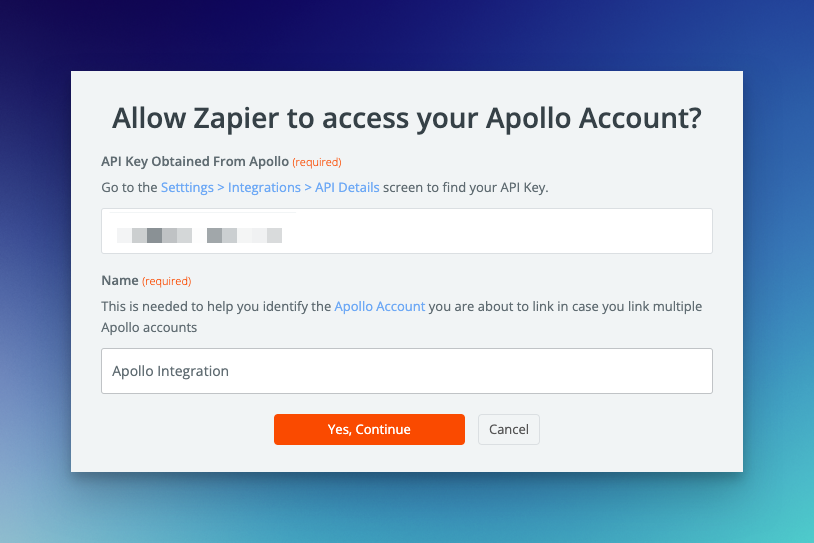 Allow Zapier to access your Apollo Account?
API Key Obtained From Apollo (required)
Go to the Setttings > Integrations > API Details screen to find your API Key.
Name (required)
This is needed to help you identify the Apollo Account you are about to link in case you link multiple
Apollo accounts
Apollo Integration
Yes, Continue
Cancel